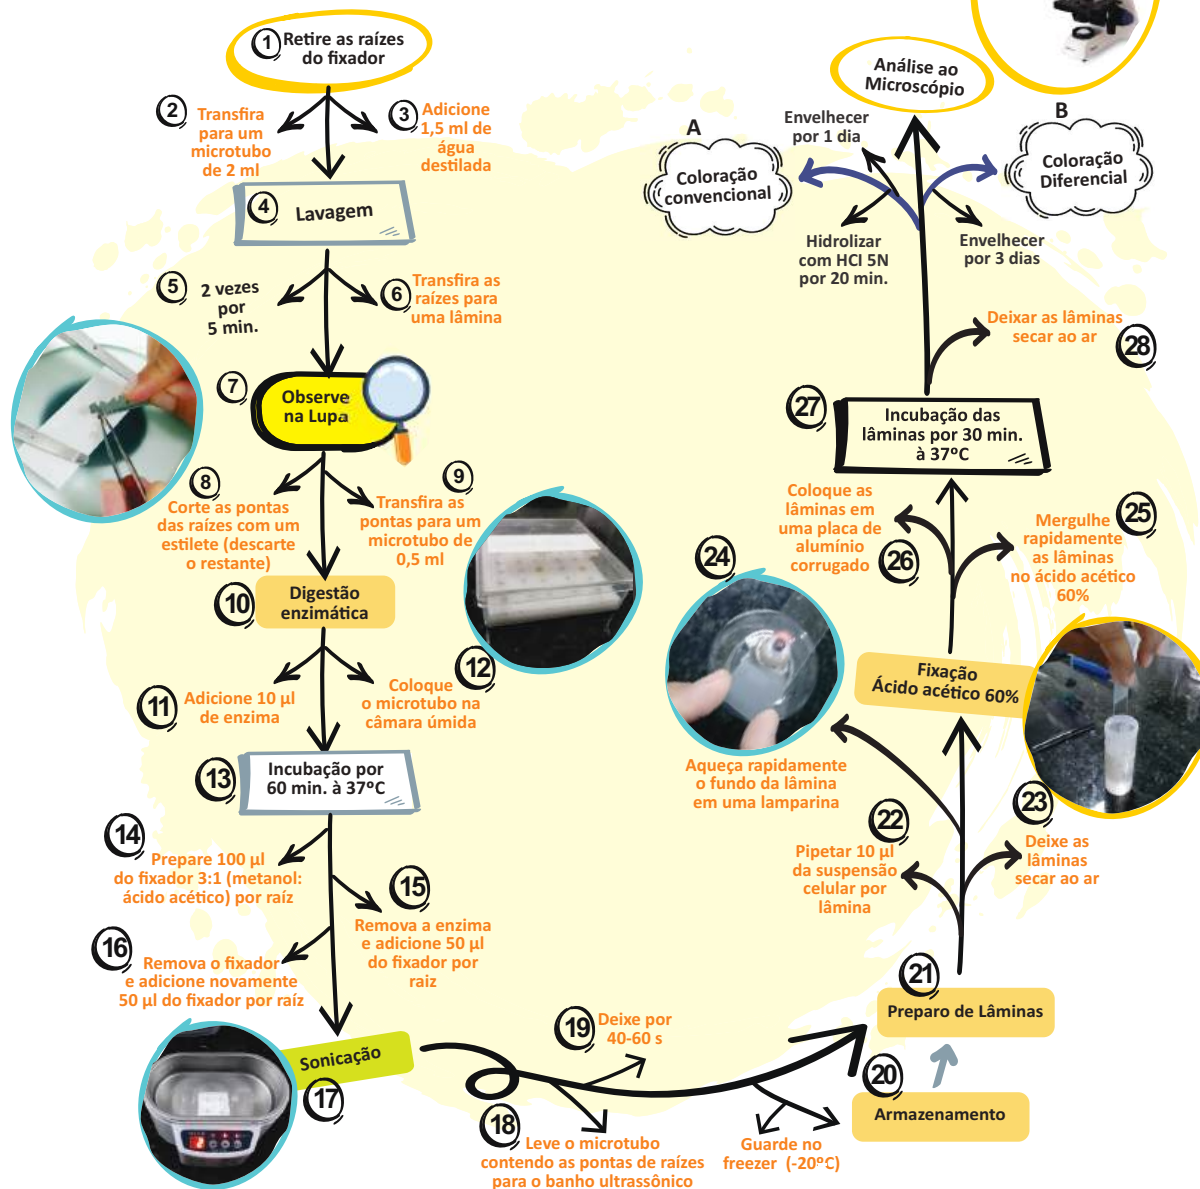 1 Retire as raízes
do fixador
2 Transfira
para um
microtubo
de 2 ml
3 Adicione
1,5 ml de
água
destilada
4 Lavagem
5 2 vezes
por
5 min.
6 Transfira as
raízes para
uma lâmina
7 Observe
na Lupa
8
Corte as pontas
das raízes com um
estilete (descarte
o restante)
9
Transfira as
pontas para um
microtubo de
0,5 ml
10 Digestão
enzimática
11 Adicione 10 µl
de enzima
12
Coloque
o microtubo na
câmara úmida
13 Incubação por
60 min. à 37ºC
14
Prepare 100 µl
do fixador 3:1 (metanol:
ácido acético) por raíz
15
Remova a enzima
e adicione 50 µl
do fixador por
raiz
16 Remova o fixador
e adicione novamente
50 µl do fixador por raíz
Sonicação
17
18
Leve o microtubo
contendo as pontas de raízes
para o banho ultrassônico
19 Deixe por
40-60 s
Guarde no
freezer (-20ºC)
20
Armazenamento
21
Preparo de Lâminas
22
Pipetar 10 µl
da suspensão
celular por
lâmina
23
Deixe as
lâminas
secar ao ar
24
Aqueça rapidamente
o fundo da lâmina
em uma lamparina
Fixação
Ácido acético 60%
25
Mergulhe
rapidamente
as lâminas
no ácido acético
60%
Coloque as
lâminas em
uma placa de
alumínio
corrugado
26
27 Incubação das
lâminas por 30 min.
à 37ºC
Deixar as lâminas
secar ao ar
28
A
Coloração
convencional
Envelhecer
por 1 dia
Hidrolizar
com HCl 5N
por 20 min.
B
Coloração
Diferencial
Envelhecer
por 3 dias
Análise ao
Microscópio